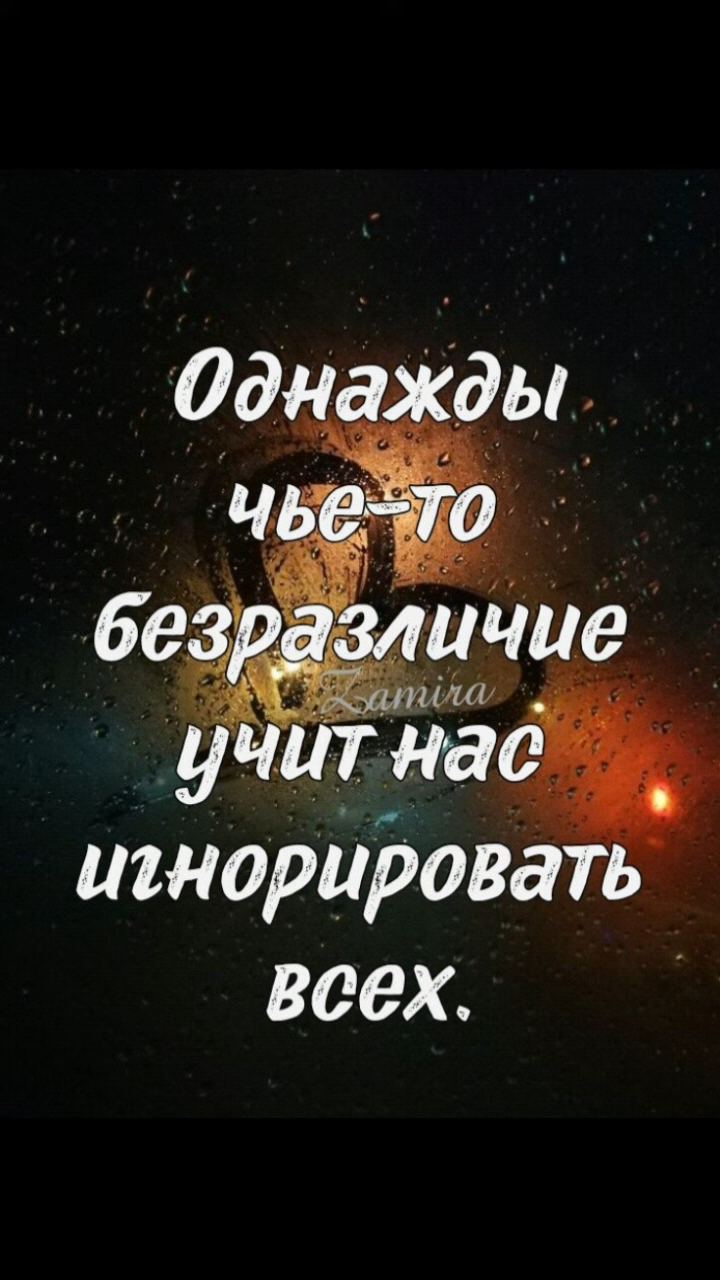 Однажды
чье-то
безразличие
Zamira
учит нас
игнорировать
всех.